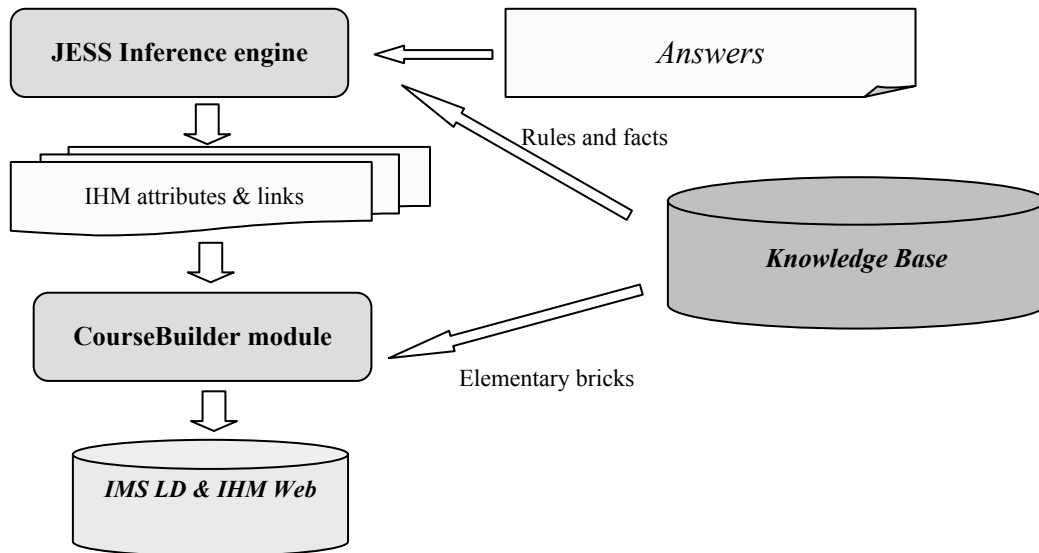 JESS Inference engine
Answers
Rules and facts
IHM attributes & links
Knowledge Base
CourseBuilder module
Elementary bricks
IMS LD & IHM Web